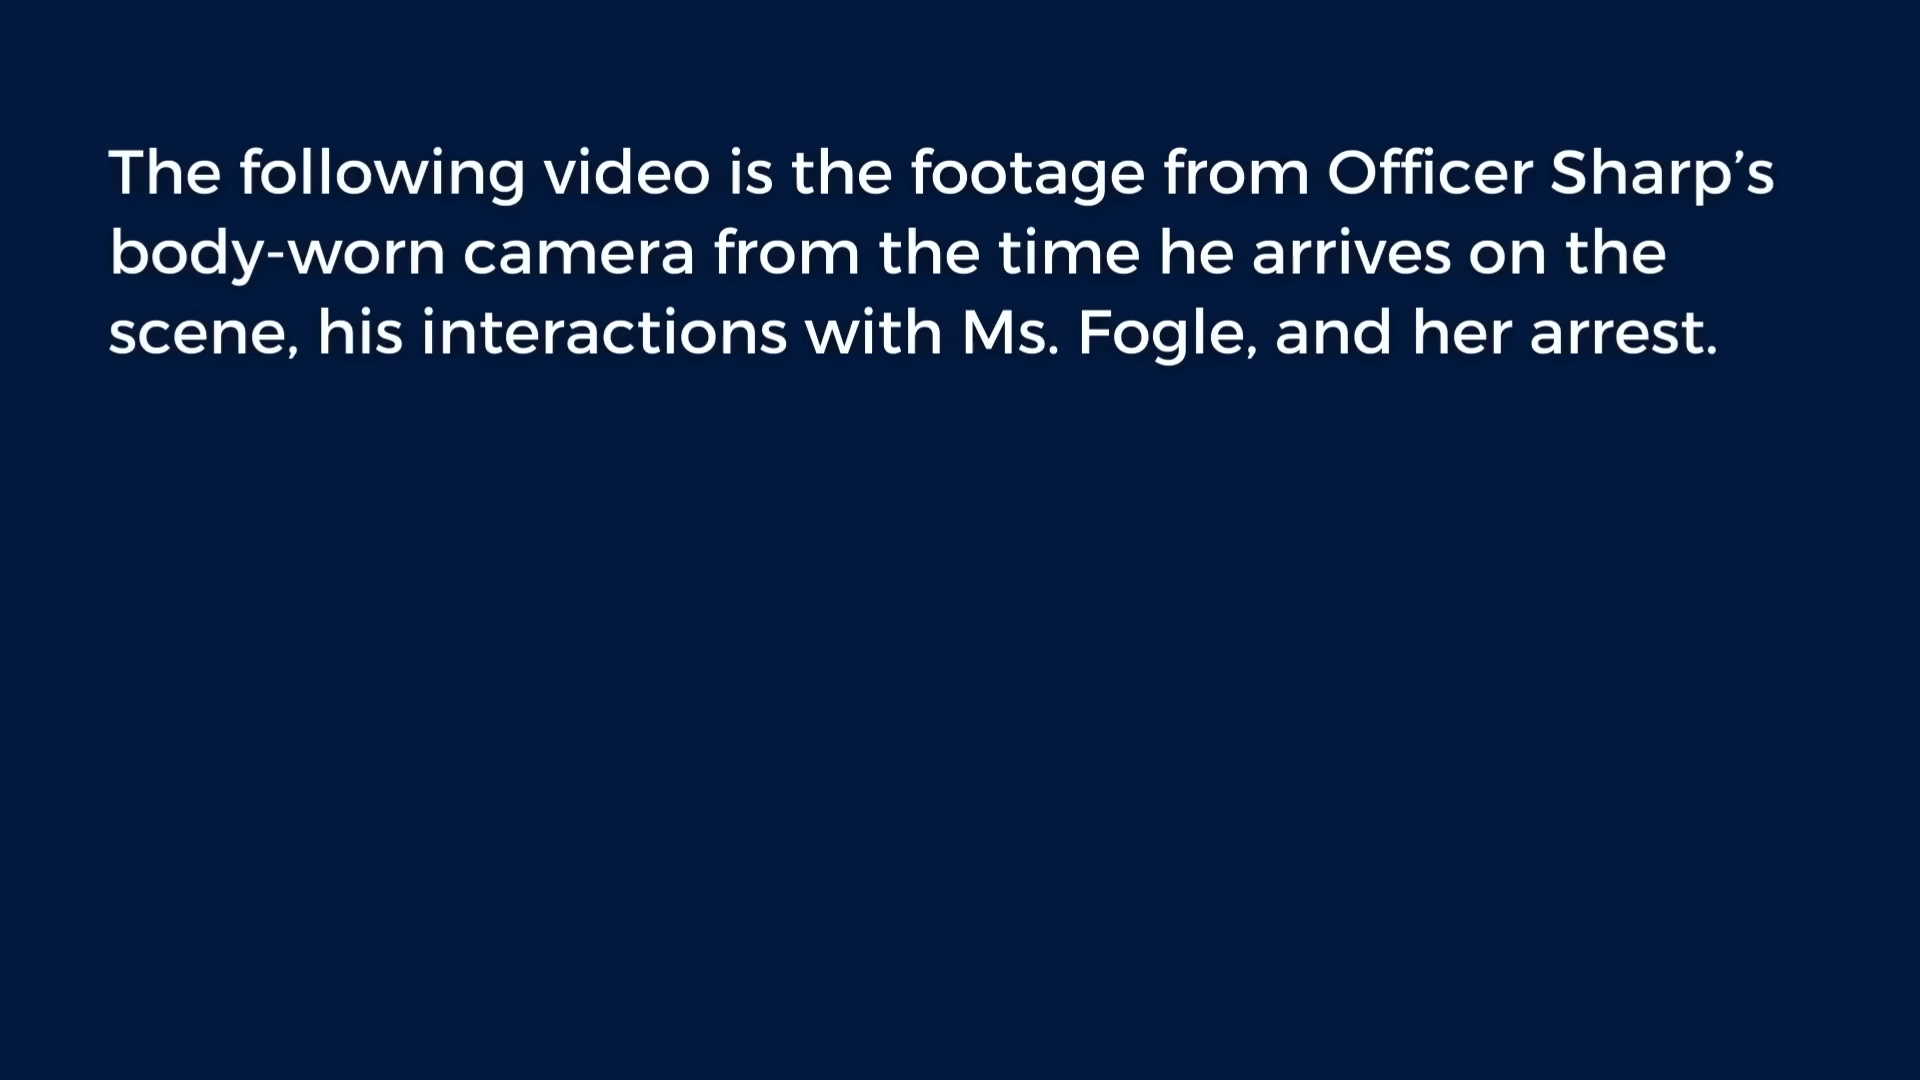 The following video is the footage from Officer Sharp’s
body-worn camera from the time he arrives on the
scene, his interactions with Ms. Fogle, and her arrest.